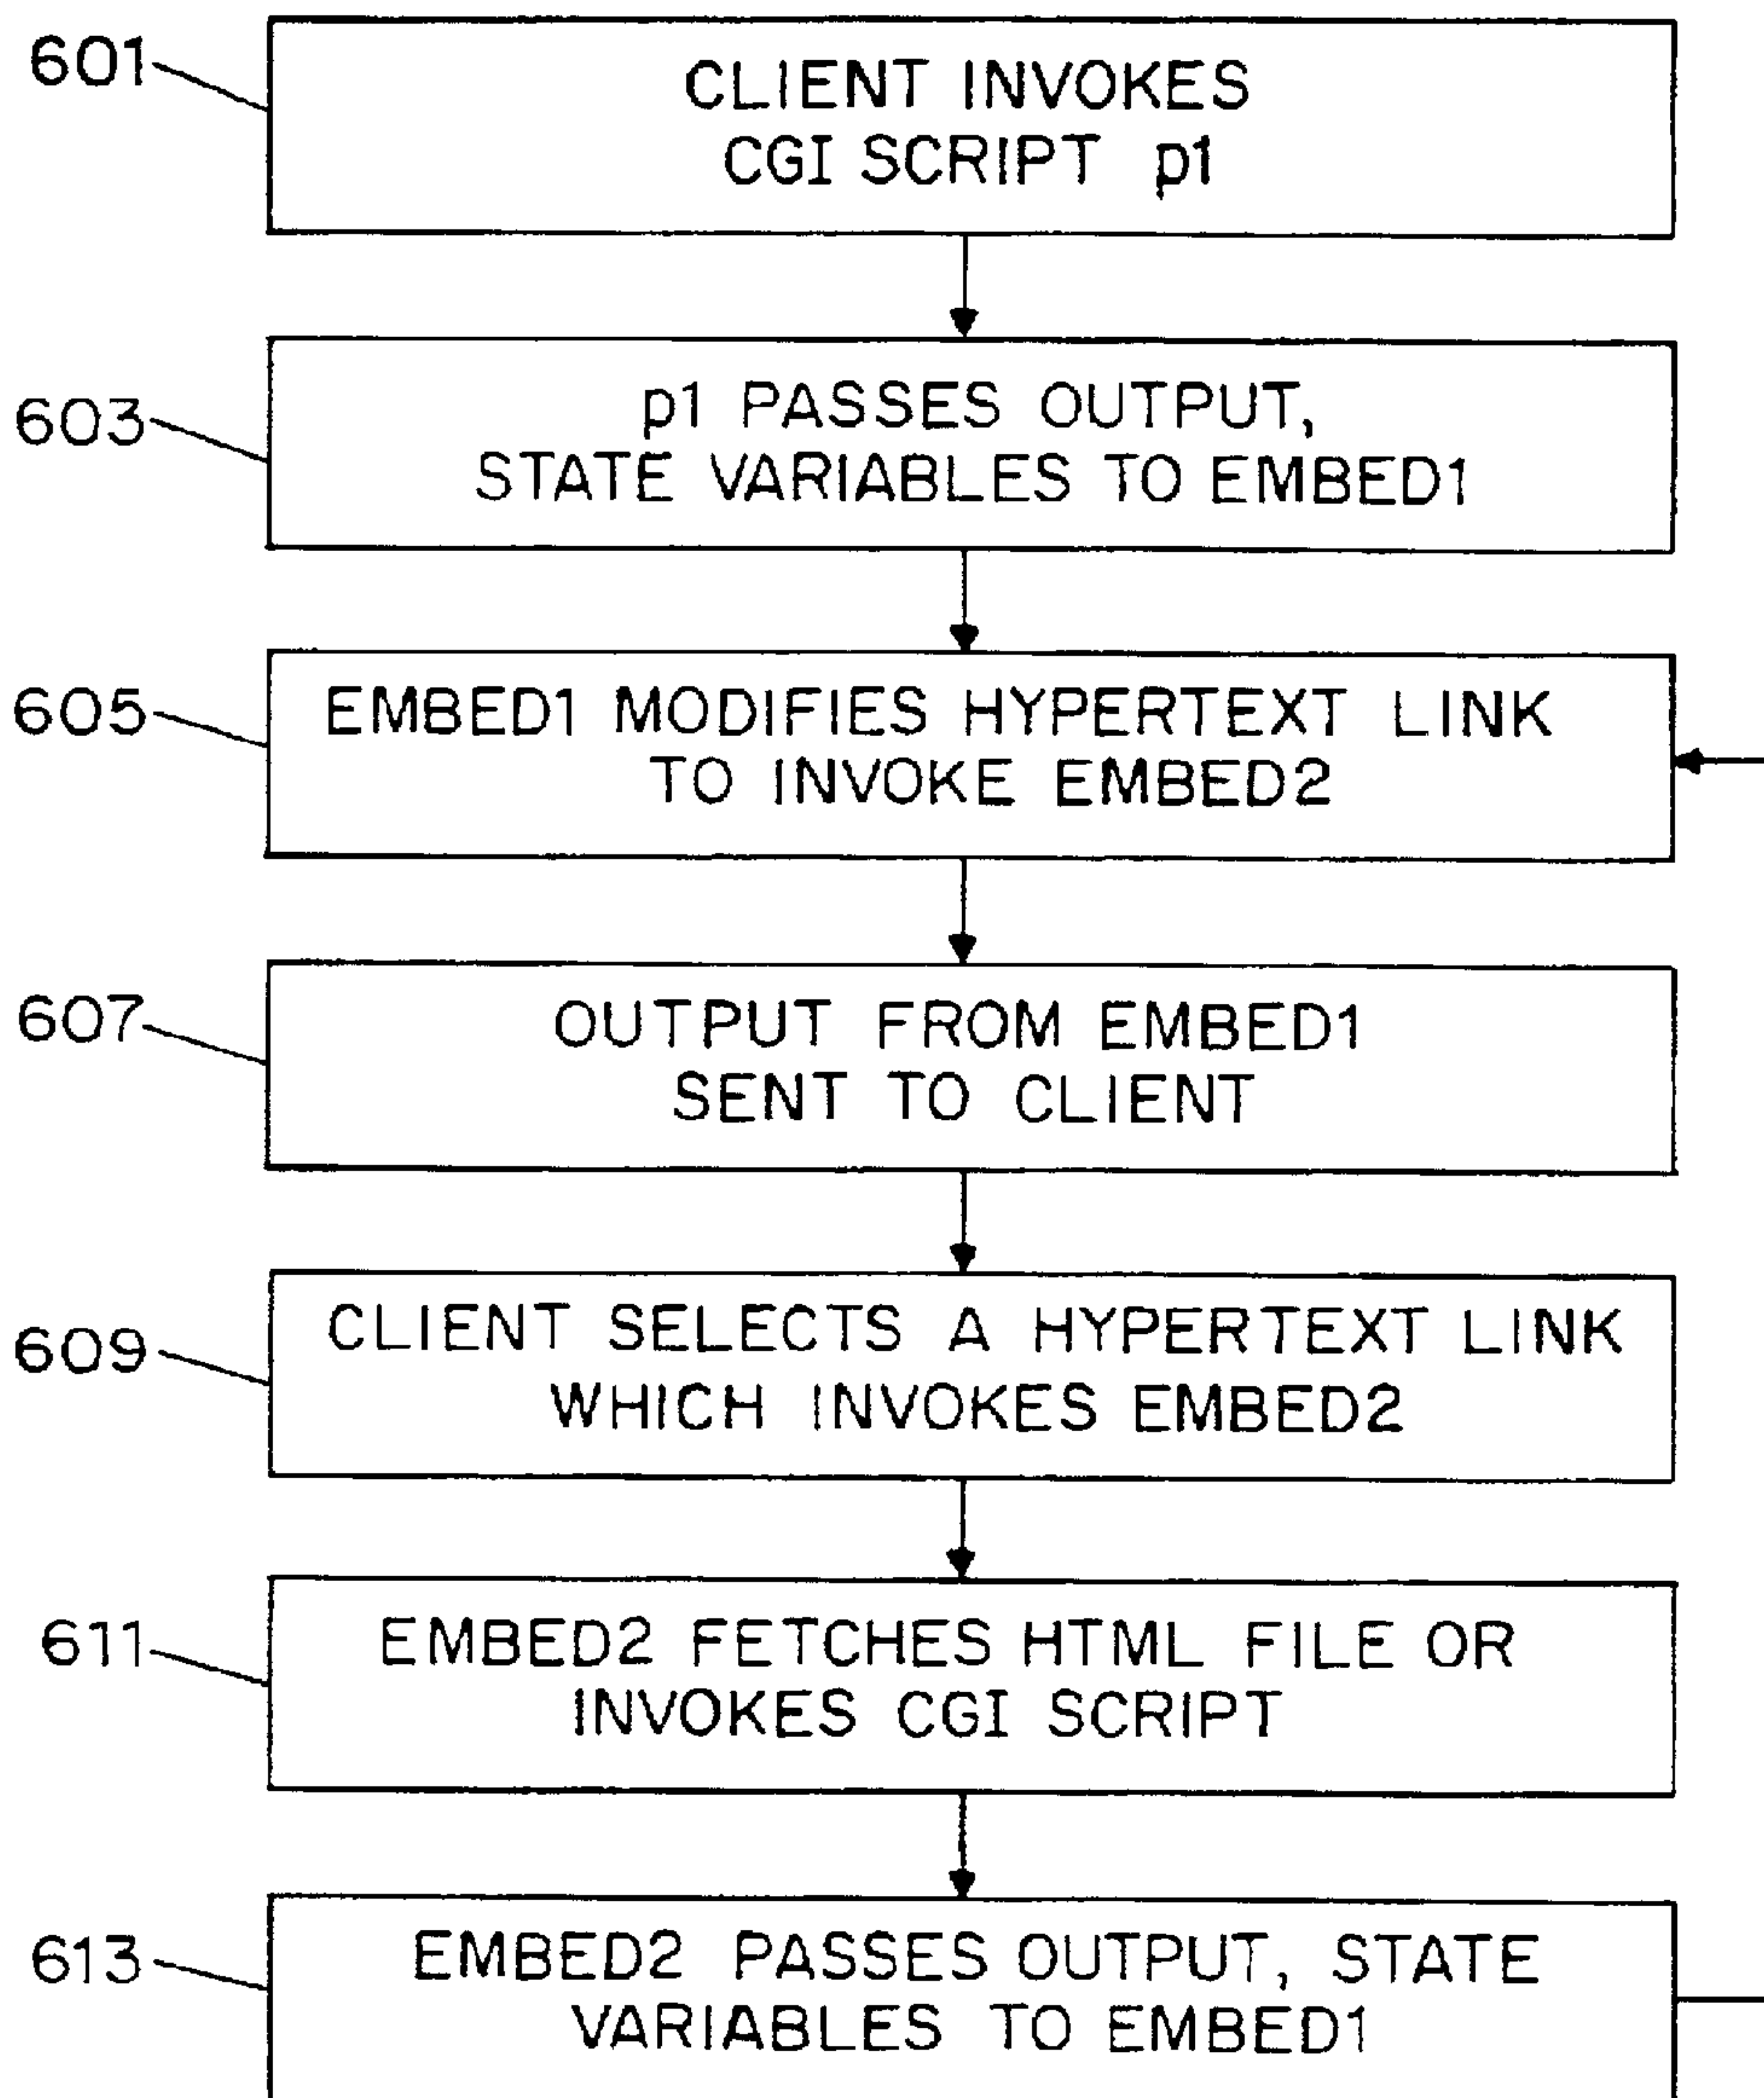 601
CLIENT INVOKES
CGI SCRIPT p1
603
p1 PASSES OUTPUT,
STATE VARIABLES TO EMBED1
605
EMBED1 MODIFIES HYPERTEXT LINK
TO INVOKE EMBED2
607
OUTPUT FROM EMBED1
SENT TO CLIENT
609
CLIENT SELECTS A HYPERTEXT LINK
WHICH INVOKES EMBED2
611
EMBED2 FETCHES HTML FILE OR
INVOKES CGI SCRIPT
613
EMBED2 PASSES OUTPUT, STATE
VARIABLES TO EMBED1